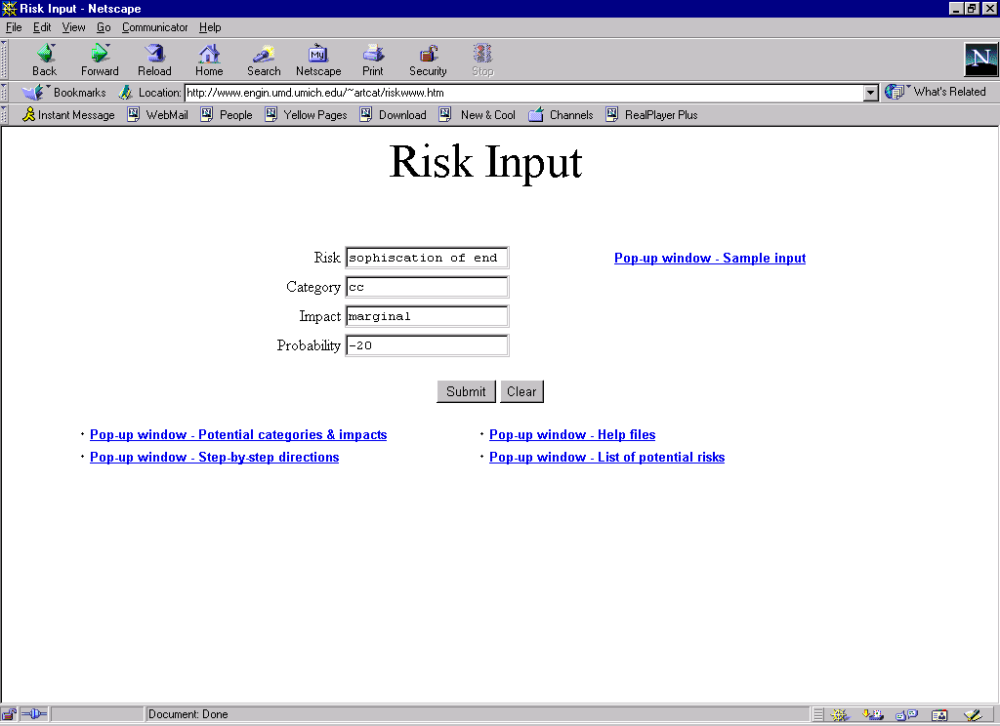 Risk Input - Netscape
File Edit View Go Communicator Help
Back Forward Reload Home Search Netscape Print Security Stop
My
N
Bookmarks Location: http://www.engin.umd.umich.edu/~artcat/riskwww.htm What's Related
Instant Message WebMail People Yellow Pages Download New & Cool Channels RealPlayer Plus
Risk Input
Risk sophiscation of end Pop-up window - Sample input
Category cc
Impact marginal
Probability -20
Submit Clear
· Pop-up window - Potential categories & impacts · Pop-up window - Help files
· Pop-up window - Step-by-step directions · Pop-up window - List of potential risks
Document: Done